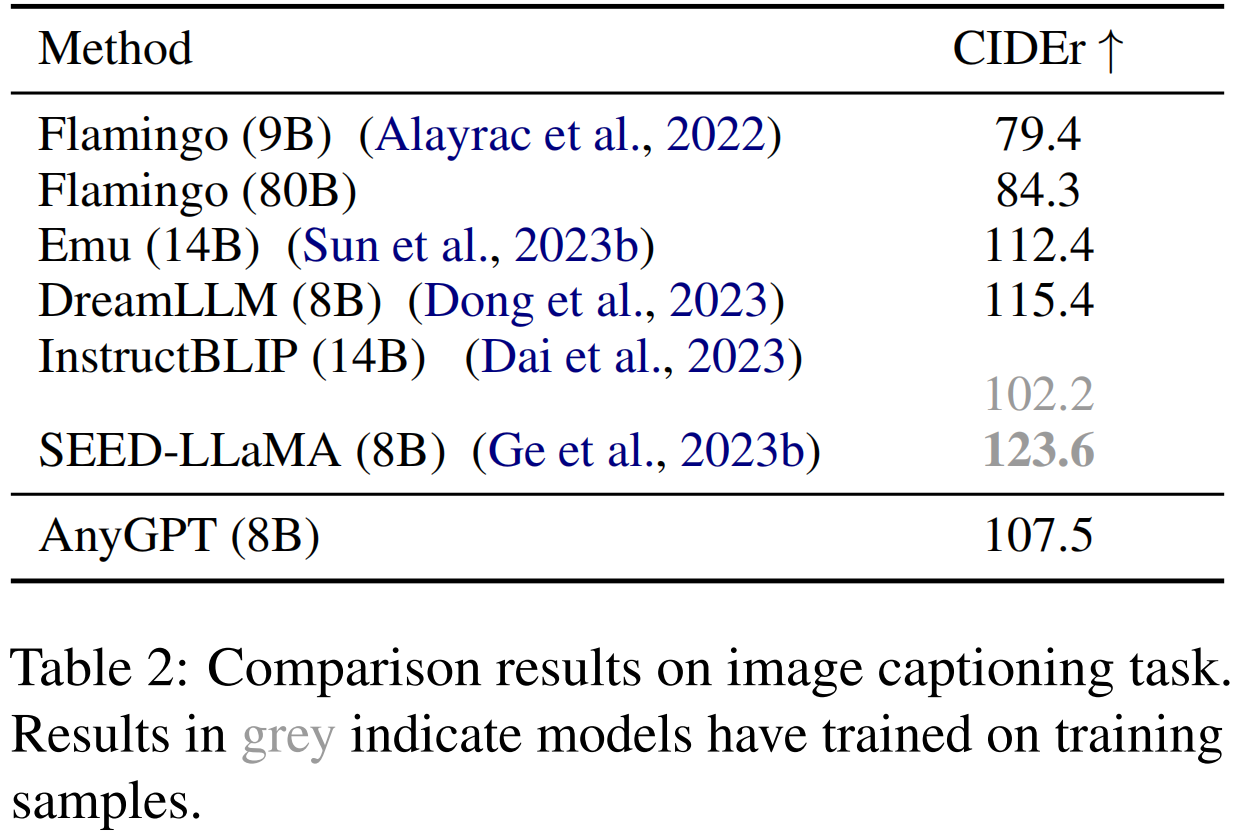 Method CIDEr ↑
Flamingo (9B) (Alayrac et al., 2022) 79.4
Flamingo (80B) 84.3
Emu (14B) (Sun et al., 2023b) 112.4
DreamLLM (8B) (Dong et al., 2023) 115.4
InstructBLIP (14B) (Dai et al., 2023)
102.2
SEED-LLaMA (8B) (Ge et al., 2023b) 123.6
AnyGPT (8B) 107.5
Table 2: Comparison results on image captioning task.
Results in grey indicate models have trained on training
samples.